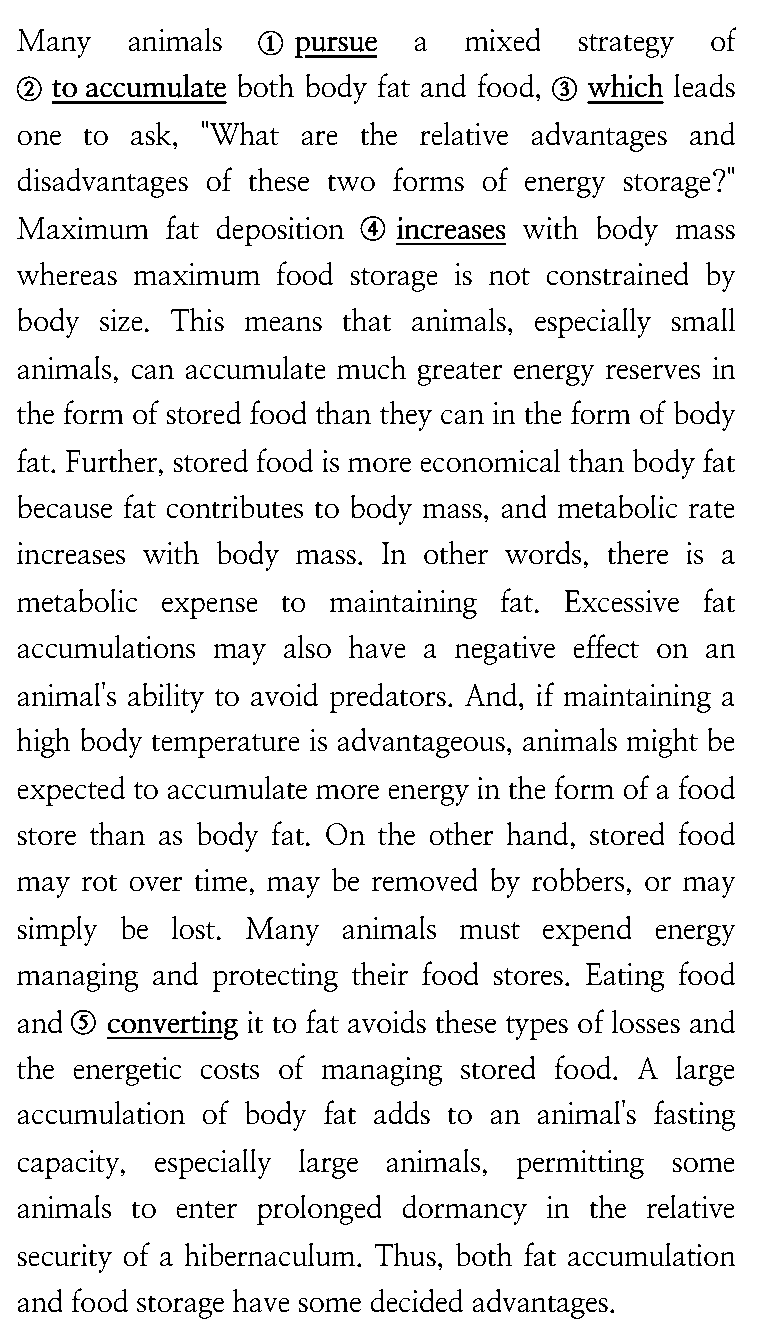 Many animals ① pursue a mixed strategy of
② to accumulate both body fat and food, ③ which leads
one to ask, "What are the relative advantages and
disadvantages of these two forms of energy storage?"
Maximum fat deposition ④ increases with body mass
whereas maximum food storage is not constrained by
body size. This means that animals, especially small
animals, can accumulate much greater energy reserves in
the form of stored food than they can in the form of body
fat. Further, stored food is more economical than body fat
because fat contributes to body mass, and metabolic rate
increases with body mass. In other words, there is a
metabolic expense to maintaining fat. Excessive fat
accumulations may also have a negative effect on an
animal's ability to avoid predators. And, if maintaining a
high body temperature is advantageous, animals might be
expected to accumulate more energy in the form of a food
store than as body fat. On the other hand, stored food
may rot over time, may be removed by robbers, or may
simply be lost. Many animals must expend energy
managing and protecting their food stores. Eating food
and ⑤ converting it to fat avoids these types of losses and
the energetic costs of managing stored food. A large
accumulation of body fat adds to an animal's fasting
capacity, especially large animals, permitting some
animals to enter prolonged dormancy in the relative
security of a hibernaculum. Thus, both fat accumulation
and food storage have some decided advantages.